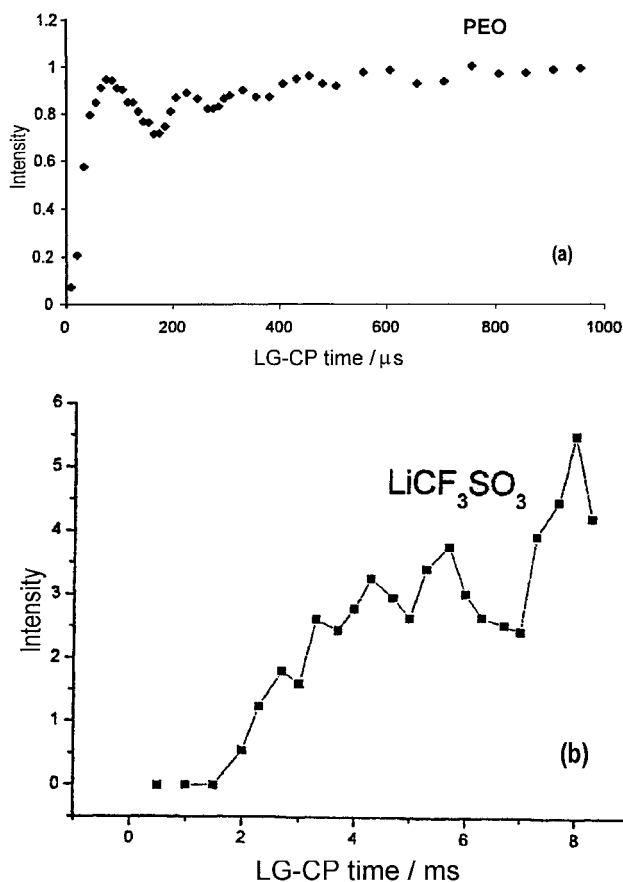 PEO
1.2
1
0.8
0.6
0.4
0.2
0
Intensity
(a)
0 200 400 600 800 1000
LG-CP time / μs
6
5
4
3
2
1
0
Intensity
LiCF₃SO₃
(b)
0 2 4 6 8
LG-CP time / ms